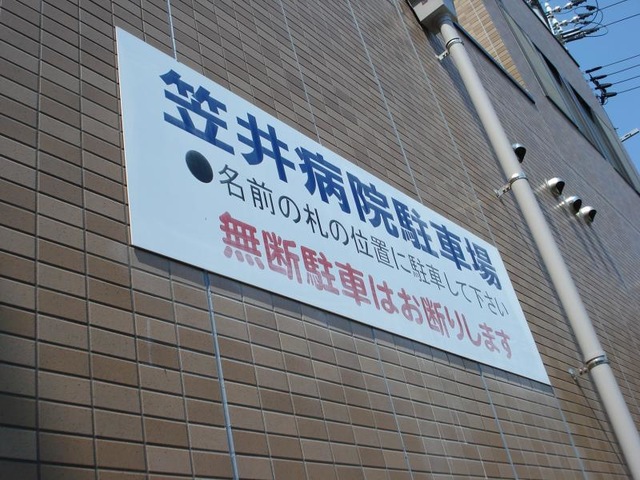 笠井病院駐車場
●名前の札の位置に駐車して下さい
無断駐車はお断りします